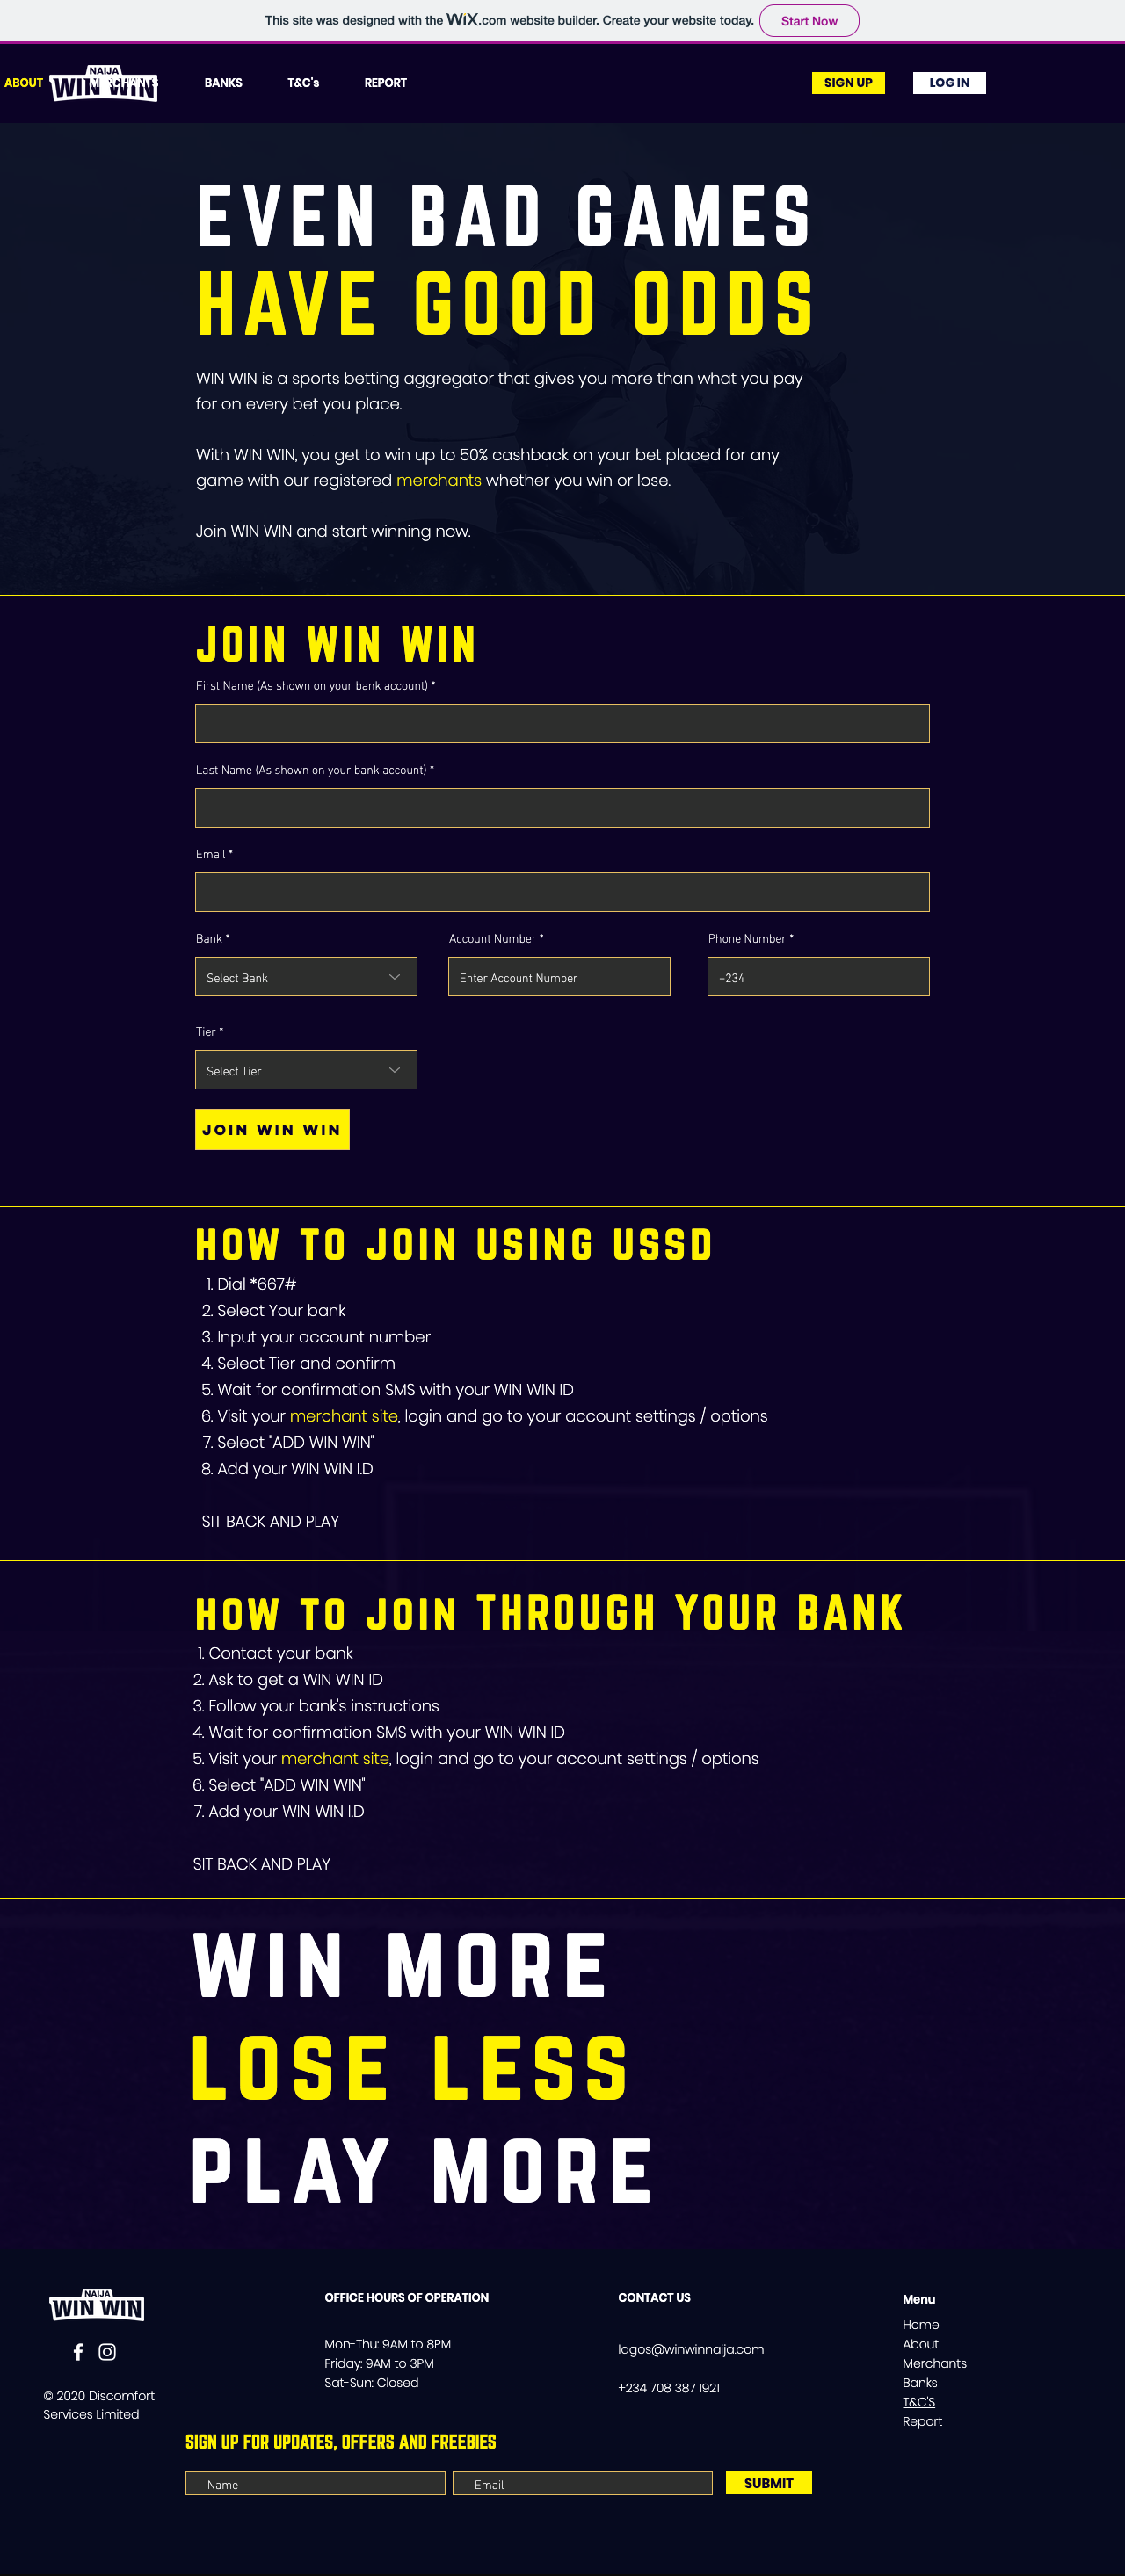 This site was designed with the WiX.com website builder. Create your website today. Start Now
ABOUT MERCHANTS BANKS T&C's REPORT SIGN UP LOG IN
NAIJA
WIN WIN
EVEN BAD GAMES
HAVE GOOD ODDS
WIN WIN is a sports betting aggregator that gives you more than what you pay
for on every bet you place.
With WIN WIN, you get to win up to 50% cashback on your bet placed for any
game with our registered merchants whether you win or lose.
Join WIN WIN and start winning now.
JOIN WIN WIN
First Name (As shown on your bank account) *
Last Name (As shown on your bank account) *
Email *
Bank * Account Number * Phone Number *
Select Bank Enter Account Number +234
Tier *
Select Tier
JOIN WIN WIN
HOW TO JOIN USING USSD
1. Dial *667#
2. Select Your bank
3. Input your account number
4. Select Tier and confirm
5. Wait for confirmation SMS with your WIN WIN ID
6. Visit your merchant site, login and go to your account settings / options
7. Select "ADD WIN WIN"
8. Add your WIN WIN I.D
SIT BACK AND PLAY
HOW TO JOIN THROUGH YOUR BANK
1. Contact your bank
2. Ask to get a WIN WIN ID
3. Follow your bank's instructions
4. Wait for confirmation SMS with your WIN WIN ID
5. Visit your merchant site, login and go to your account settings / options
6. Select "ADD WIN WIN"
7. Add your WIN WIN I.D
SIT BACK AND PLAY
WIN MORE
LOSE LESS
PLAY MORE
NAIJA
WIN WIN
© 2020 Discomfort
Services Limited
OFFICE HOURS OF OPERATION
Mon-Thu: 9AM to 8PM
Friday: 9AM to 3PM
Sat-Sun: Closed
CONTACT US
lagos@winwinnaija.com
+234 708 387 1921
Menu
Home
About
Merchants
Banks
T&C'S
Report
SIGN UP FOR UPDATES, OFFERS AND FREEBIES
Name Email SUBMIT